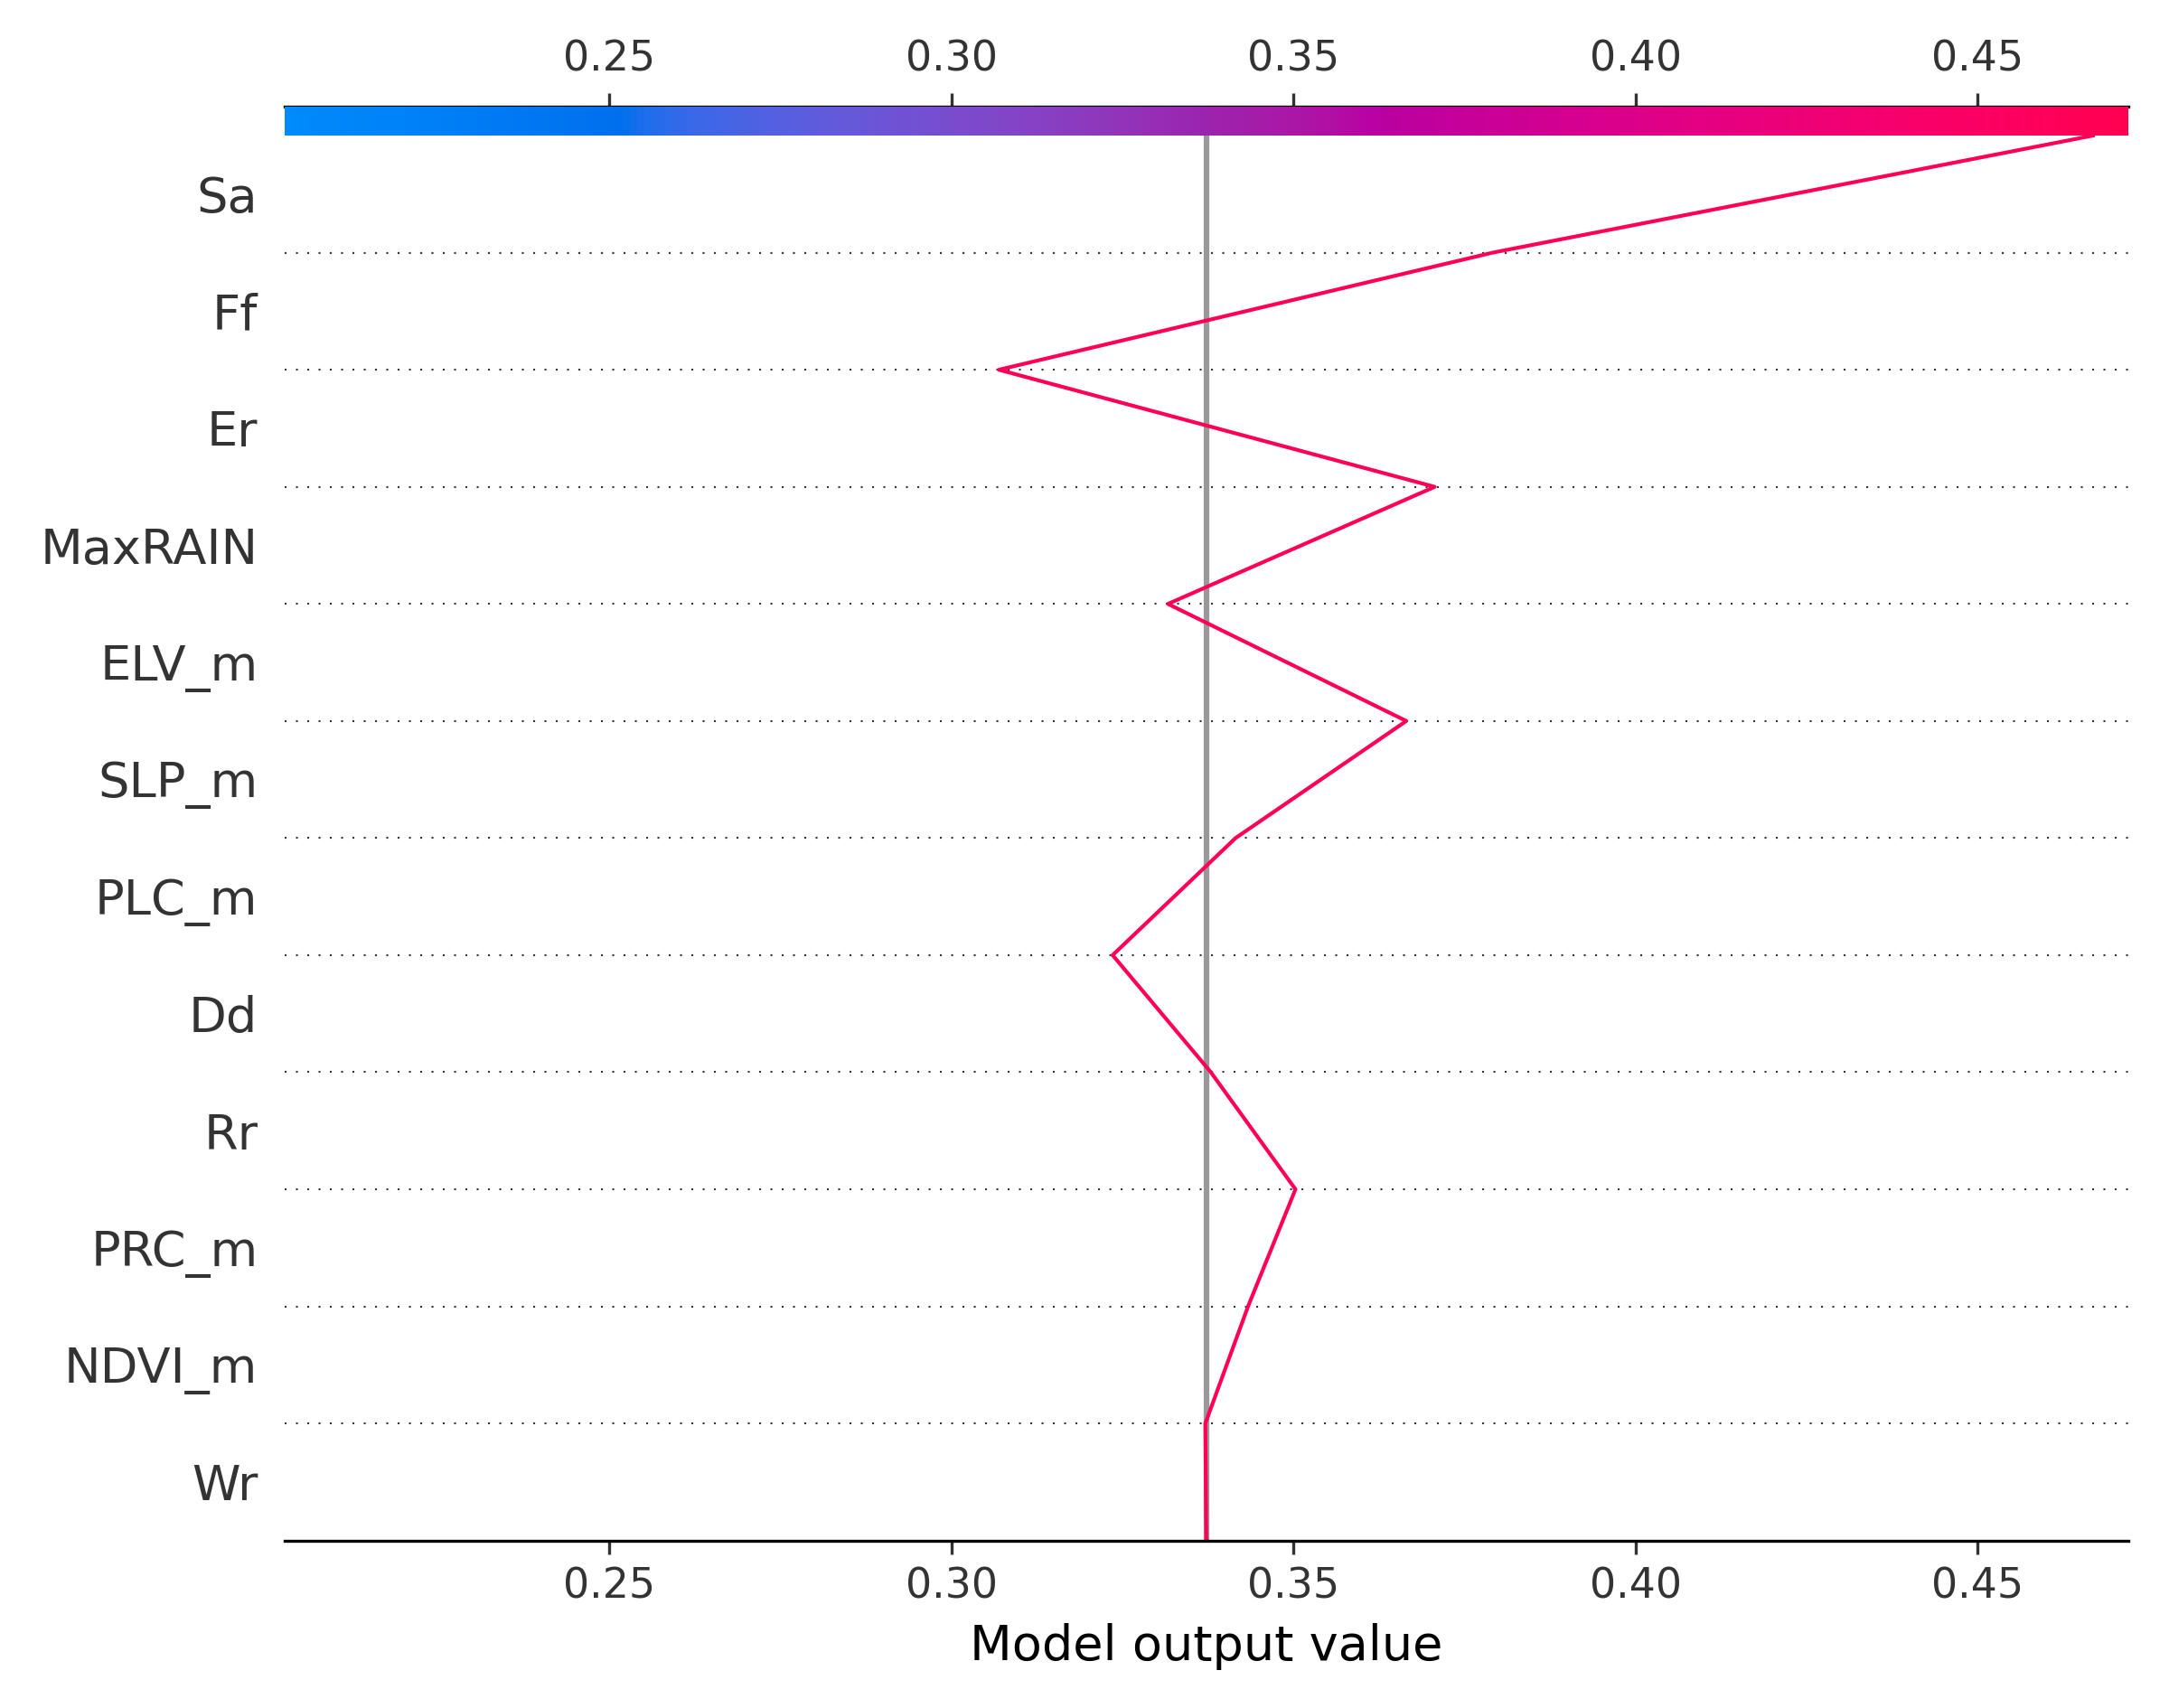 0.25 0.30 0.35 0.40 0.45
Sa
Ff
Er
MaxRAIN
ELV_m
SLP_m
PLC_m
Dd
Rr
PRC_m
NDVI_m
Wr
0.25 0.30 0.35 0.40 0.45
Model output value